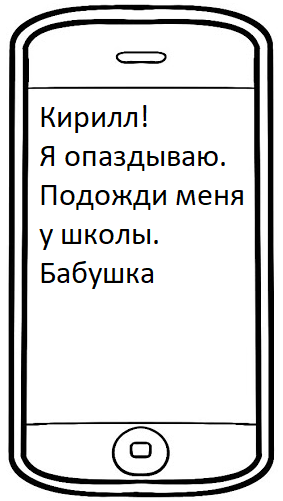 Кирилл!
Я опаздываю.
Подожди меня
у школы.
Бабушка